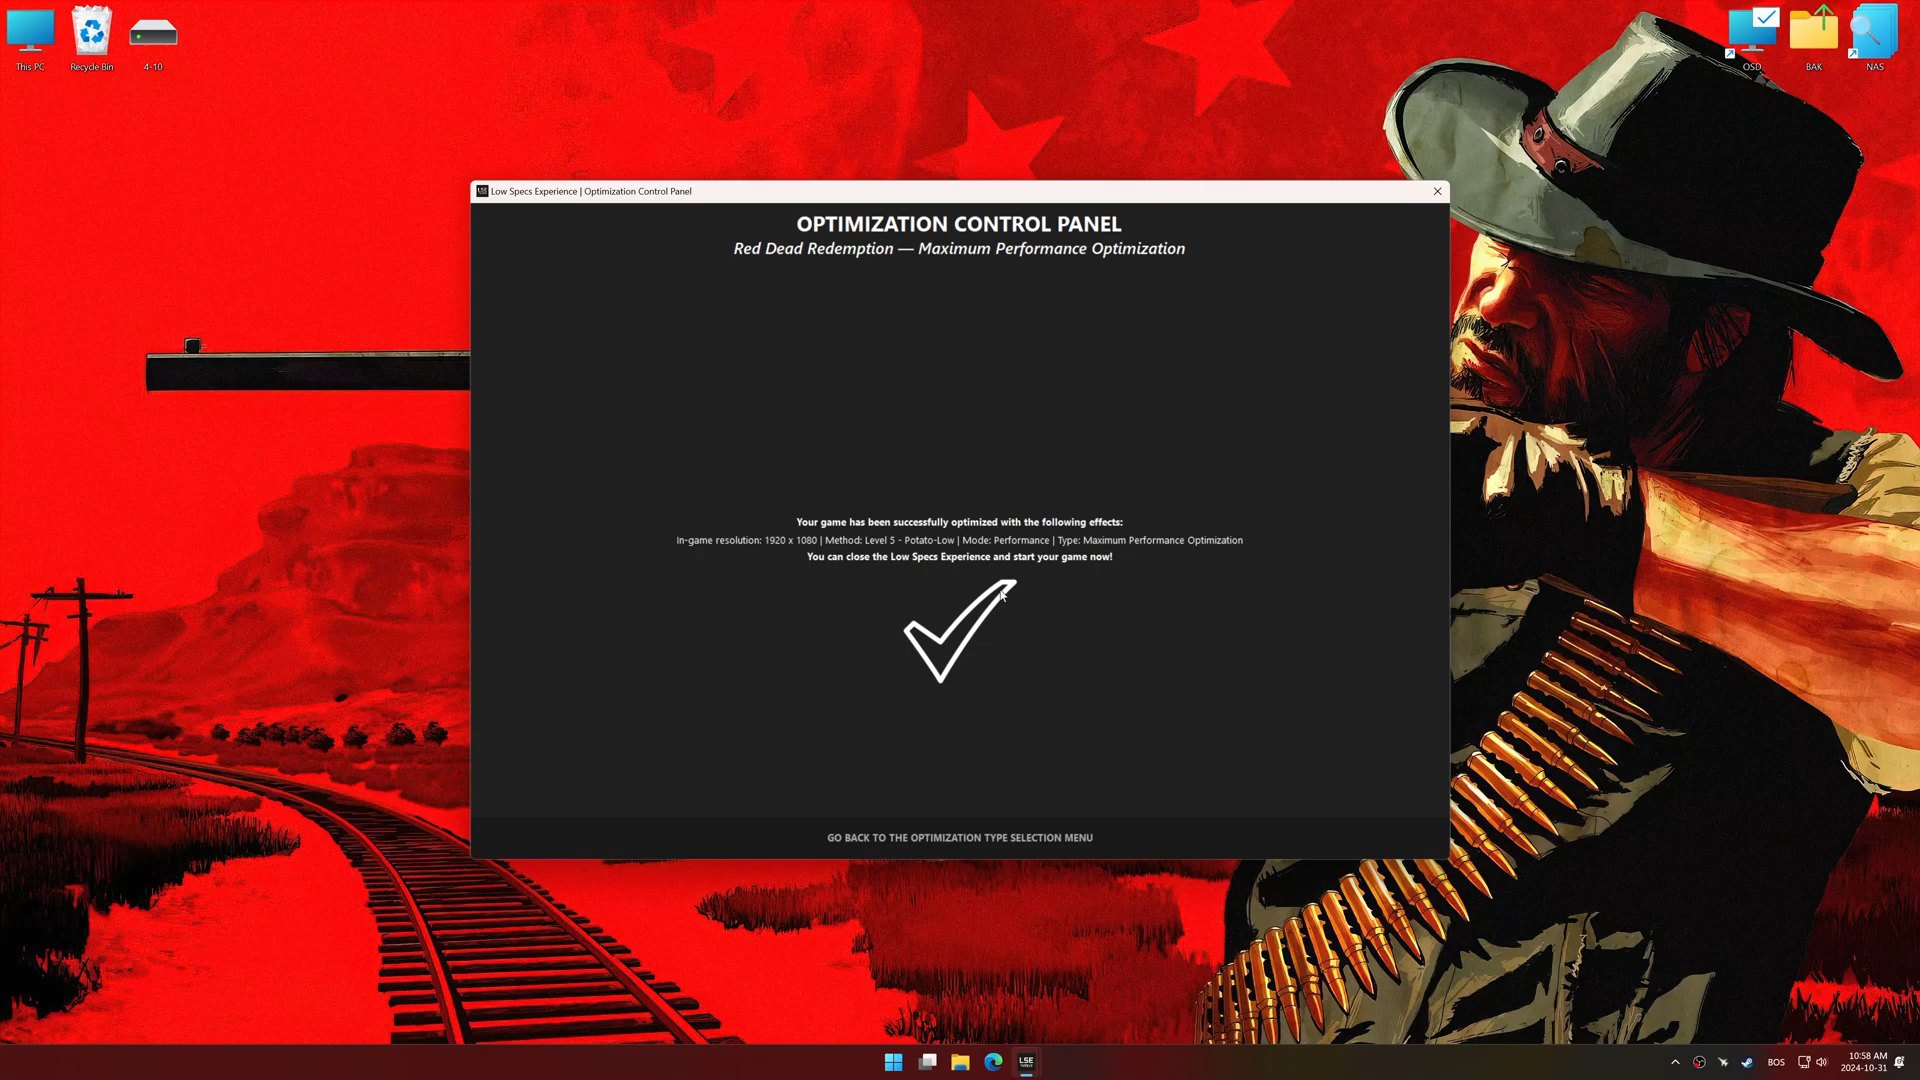 This PC
Recycle Bin
4-10
OSD
BAK
NAS
LSE
Low Specs Experience | Optimization Control Panel
OPTIMIZATION CONTROL PANEL
Red Dead Redemption — Maximum Performance Optimization
Your game has been successfully optimized with the following effects:
In-game resolution: 1920 x 1080 | Method: Level 5 - Potato-Low | Mode: Performance | Type: Maximum Performance Optimization
You can close the Low Specs Experience and start your game now!
GO BACK TO THE OPTIMIZATION TYPE SELECTION MENU
LSE
BOS
10:58 AM
2024-10-31